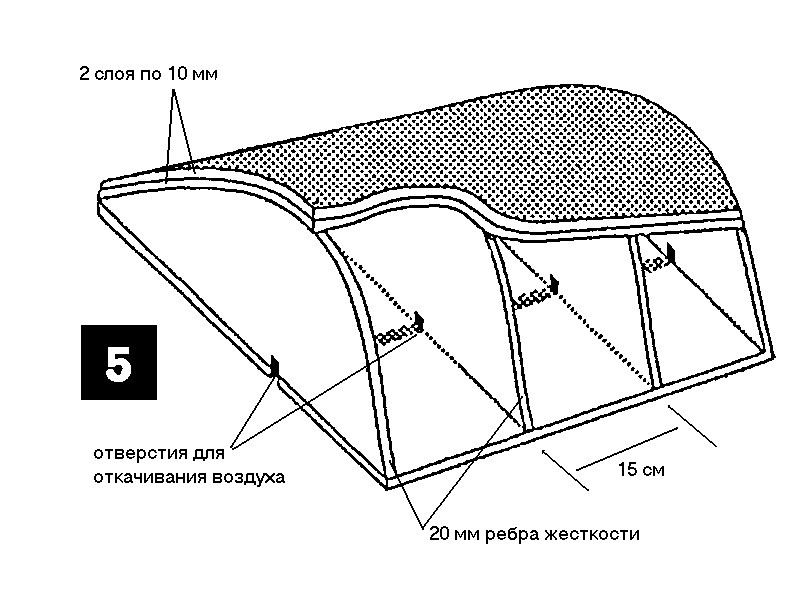 2 слоя по 10 мм
5
отверстия для
откачивания воздуха
15 см
20 мм ребра жесткости